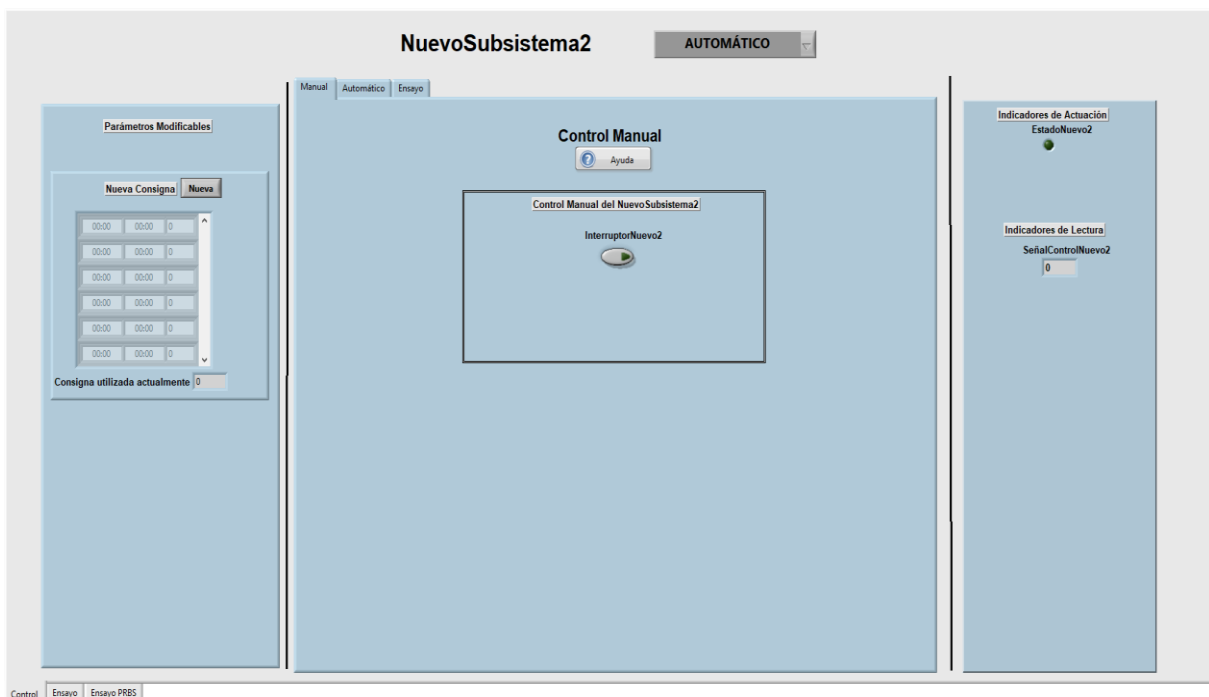 NuevoSubsistema2 AUTOMÁTICO
Manual Automático Ensayo
Parámetros Modificables
Nueva Consigna Nueva
00:00 00:00 0
00:00 00:00 0
00:00 00:00 0
00:00 00:00 0
00:00 00:00 0
00:00 00:00 0
Consigna utilizada actualmente 0
Control Manual
Ayuda
Control Manual del NuevoSubsistema2
InterruptorNuevo2
Indicadores de Actuación
EstadoNuevo2
Indicadores de Lectura
SeñalControlNuevo2
0
Control Ensayo Ensayo PRBS